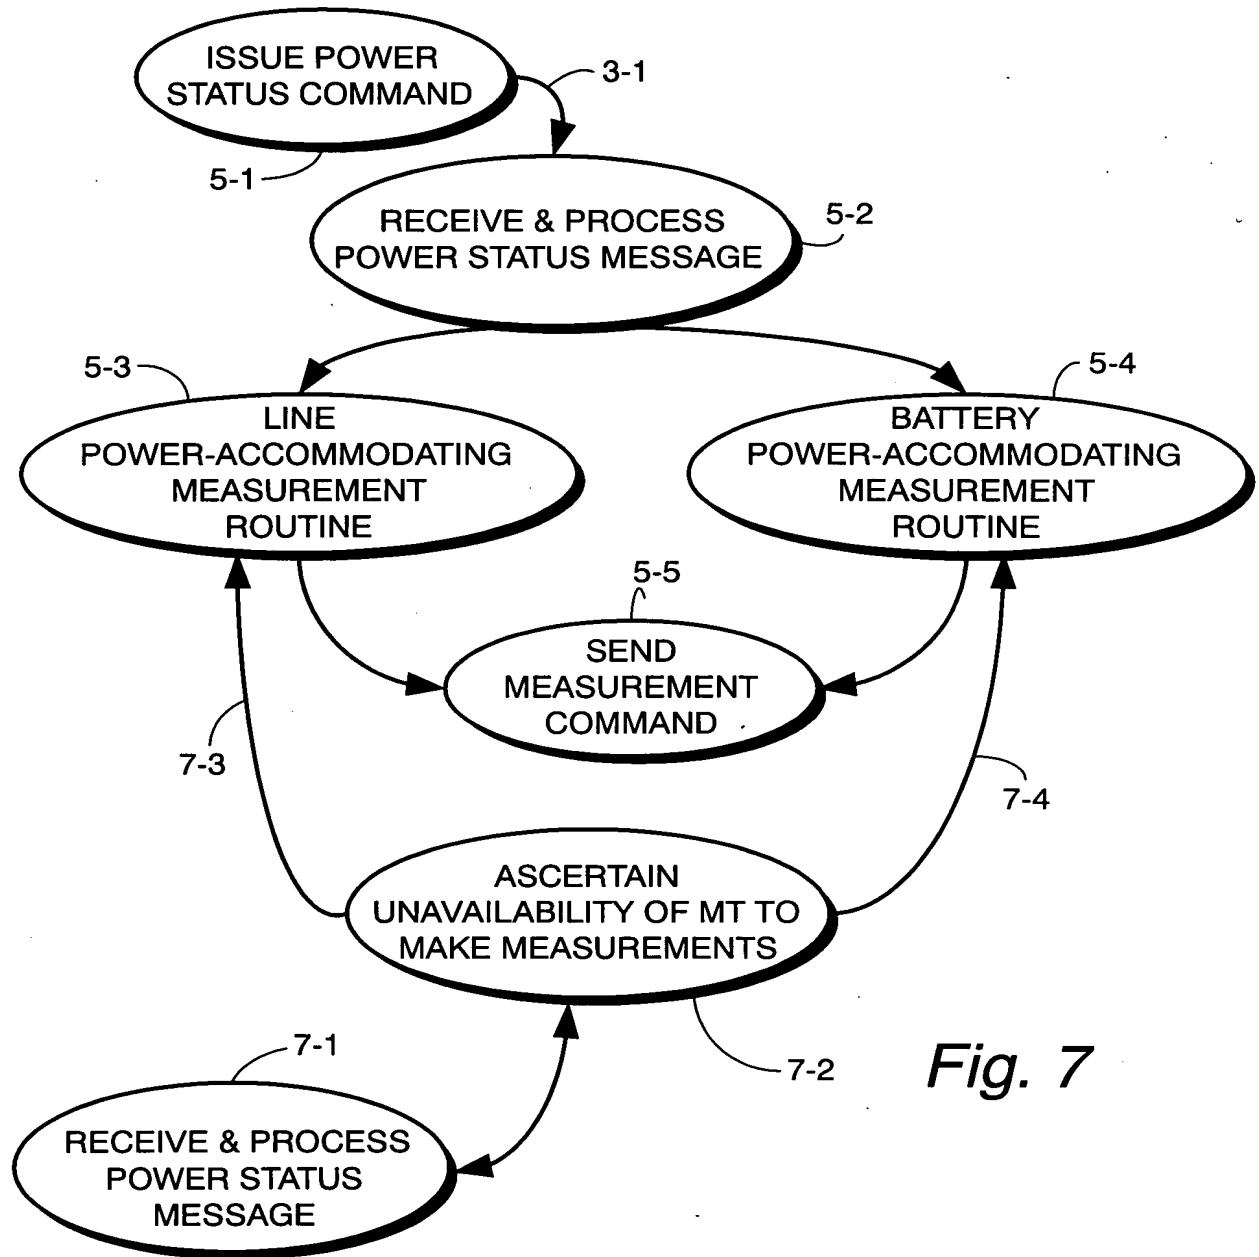 ISSUE POWER
STATUS COMMAND
3-1
5-1
RECEIVE & PROCESS
POWER STATUS MESSAGE
5-2
5-3
LINE
POWER-ACCOMMODATING
MEASUREMENT
ROUTINE
5-4
BATTERY
POWER-ACCOMMODATING
MEASUREMENT
ROUTINE
5-5
SEND
MEASUREMENT
COMMAND
7-3
7-4
ASCERTAIN
UNAVAILABILITY OF MT TO
MAKE MEASUREMENTS
7-2
7-1
RECEIVE & PROCESS
POWER STATUS
MESSAGE
Fig. 7